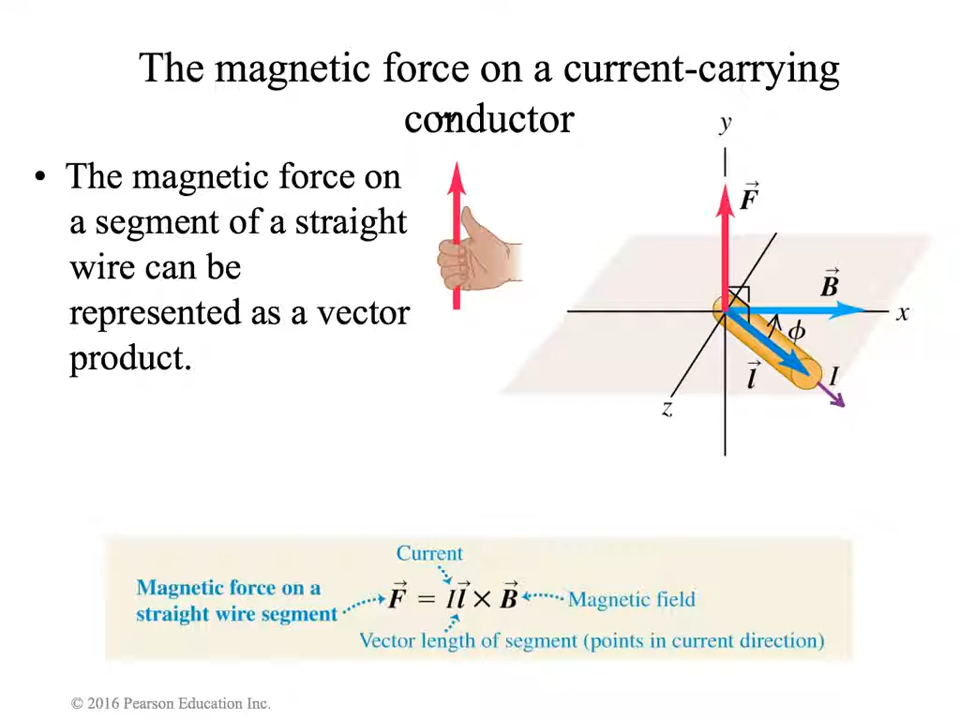 The magnetic force on a current-carrying
conductor
• The magnetic force on
a segment of a straight
wire can be
represented as a vector
product.
y
F⃗
B⃗
x
ϕ
l⃗
I
z
Current
Magnetic force on a
straight wire segment
F⃗ = Il⃗ × B⃗
Magnetic field
Vector length of segment (points in current direction)
© 2016 Pearson Education Inc.